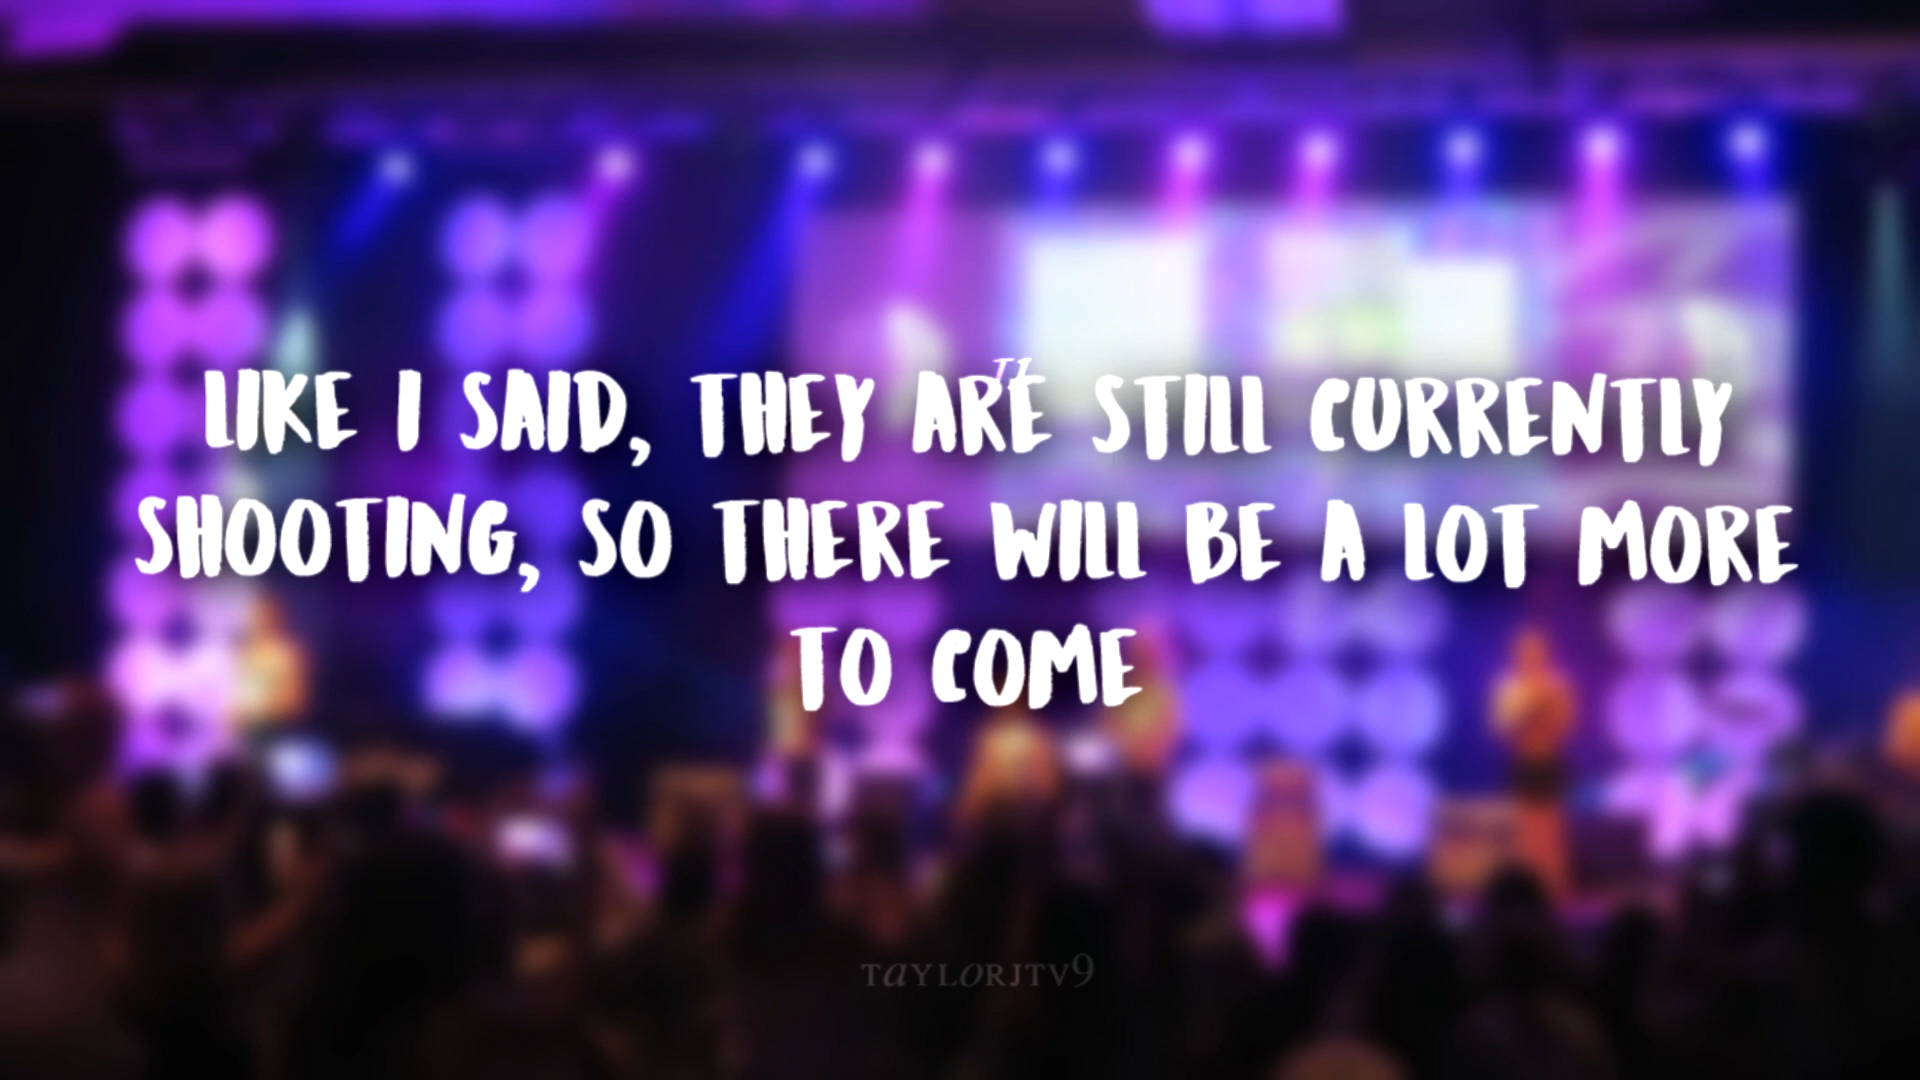 LIKE I SAID, THEY ARE STILL CURRENTLY
SHOOTING, SO THERE WILL BE A LOT MORE
TO COME
TAYLORJTV9